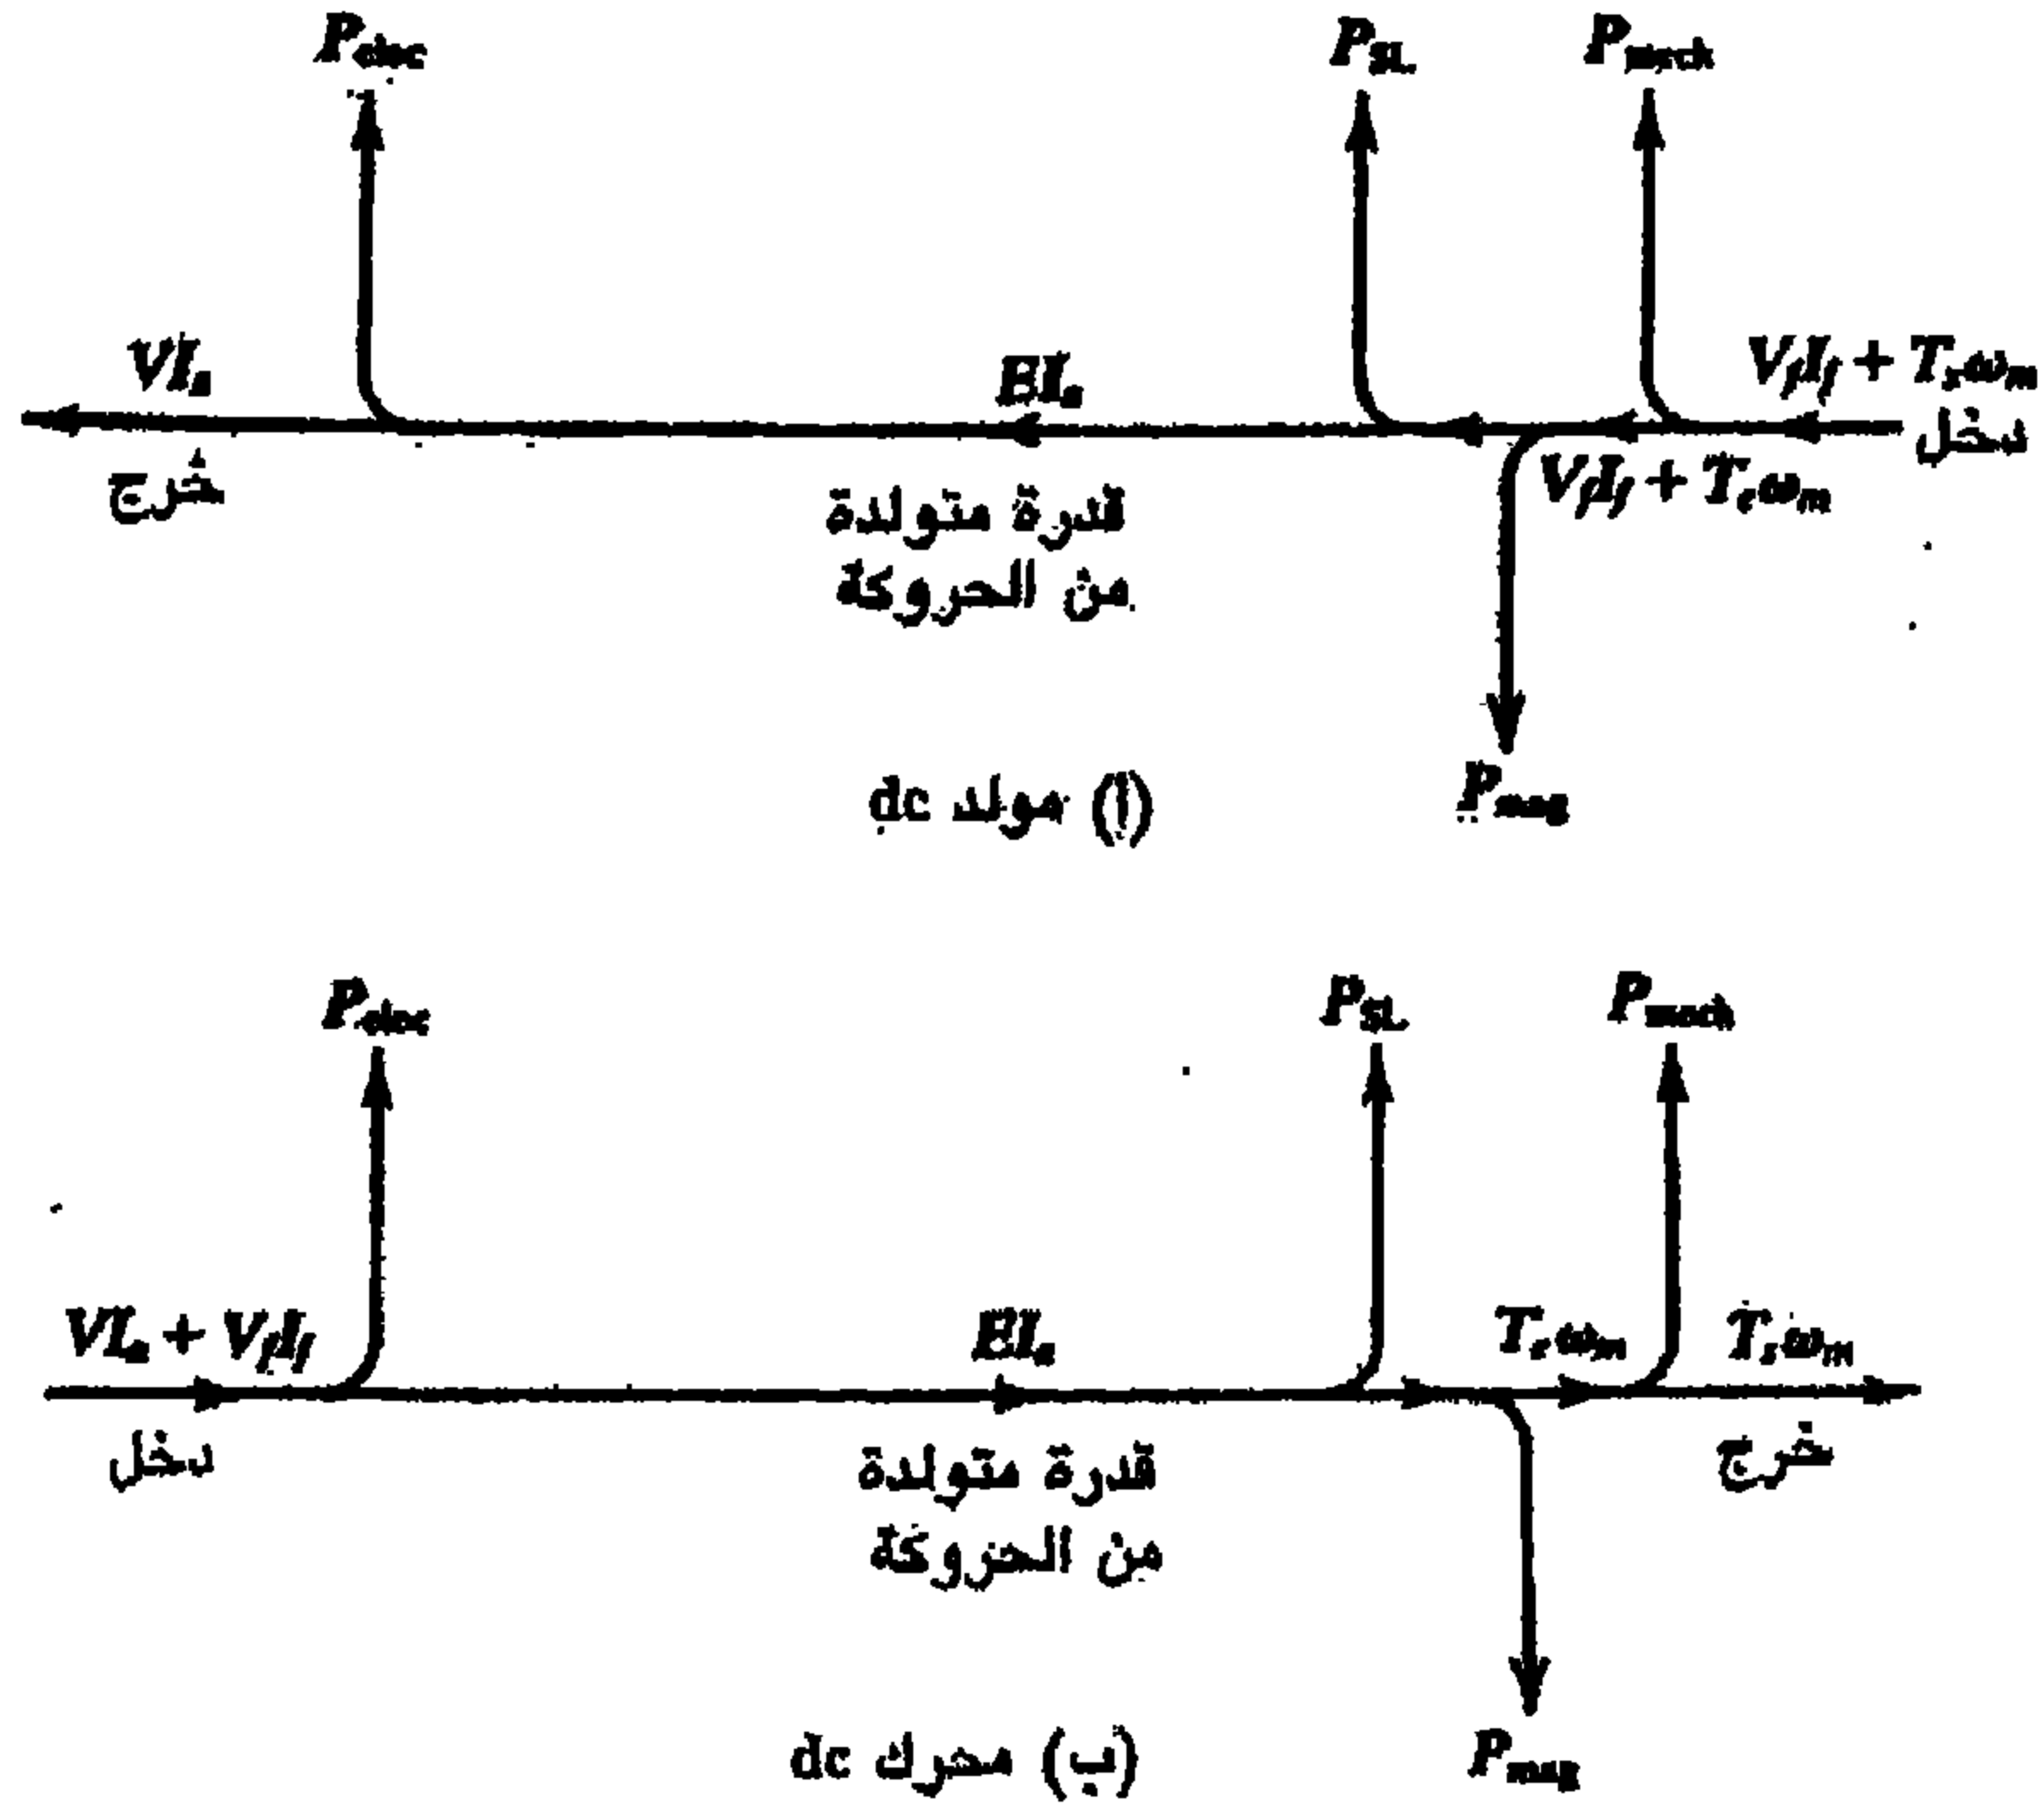 P_elec P_SL P_mech
VI_a EI_a V_f I_f + T_s ω_m
خرج دخل
V_f I_f + T_e ω_m
قدرة متولدة
من الحروكة
P_mag
(أ) مولد dc
P_elec P_SL P_mech
VI_a + V_f I_f EI_a T_e ω_m T_s ω_m
دخل خرج
قدرة متولدة
من الحروكة
P_mag
(ب) محرك dc